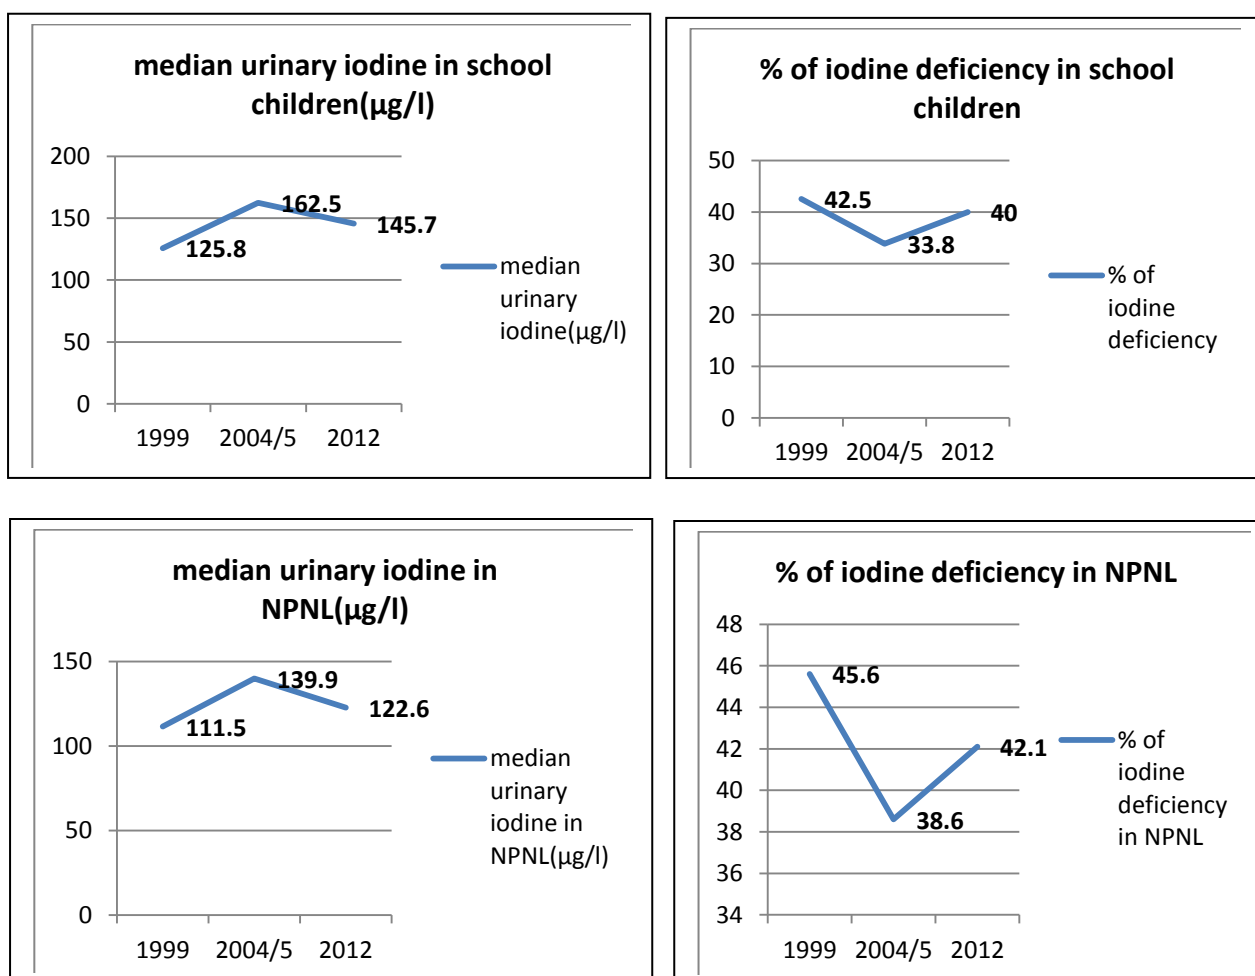 median urinary iodine in school
children(µg/l)
200
150
100
50
0
125.8
162.5
145.7
1999 2004/5 2012
median
urinary
iodine(µg/l)
% of iodine deficiency in school
children
50
40
30
20
10
0
42.5
33.8
40
1999 2004/5 2012
% of
iodine
deficiency
median urinary iodine in
NPNL(µg/l)
150
100
50
0
111.5
139.9
122.6
1999 2004/5 2012
median
urinary
iodine in
NPNL(µg/l)
% of iodine deficiency in NPNL
48
46
44
42
40
38
36
34
45.6
38.6
42.1
1999 2004/5 2012
% of
iodine
deficiency
in NPNL